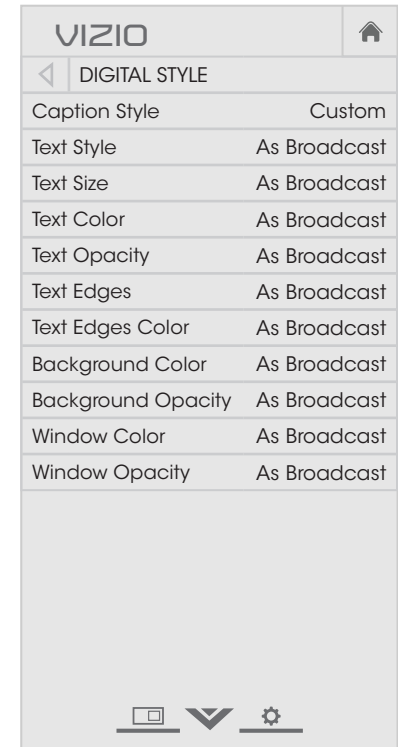 VIZIO
DIGITAL STYLE
Caption Style Custom
Text Style As Broadcast
Text Size As Broadcast
Text Color As Broadcast
Text Opacity As Broadcast
Text Edges As Broadcast
Text Edges Color As Broadcast
Background Color As Broadcast
Background Opacity As Broadcast
Window Color As Broadcast
Window Opacity As Broadcast